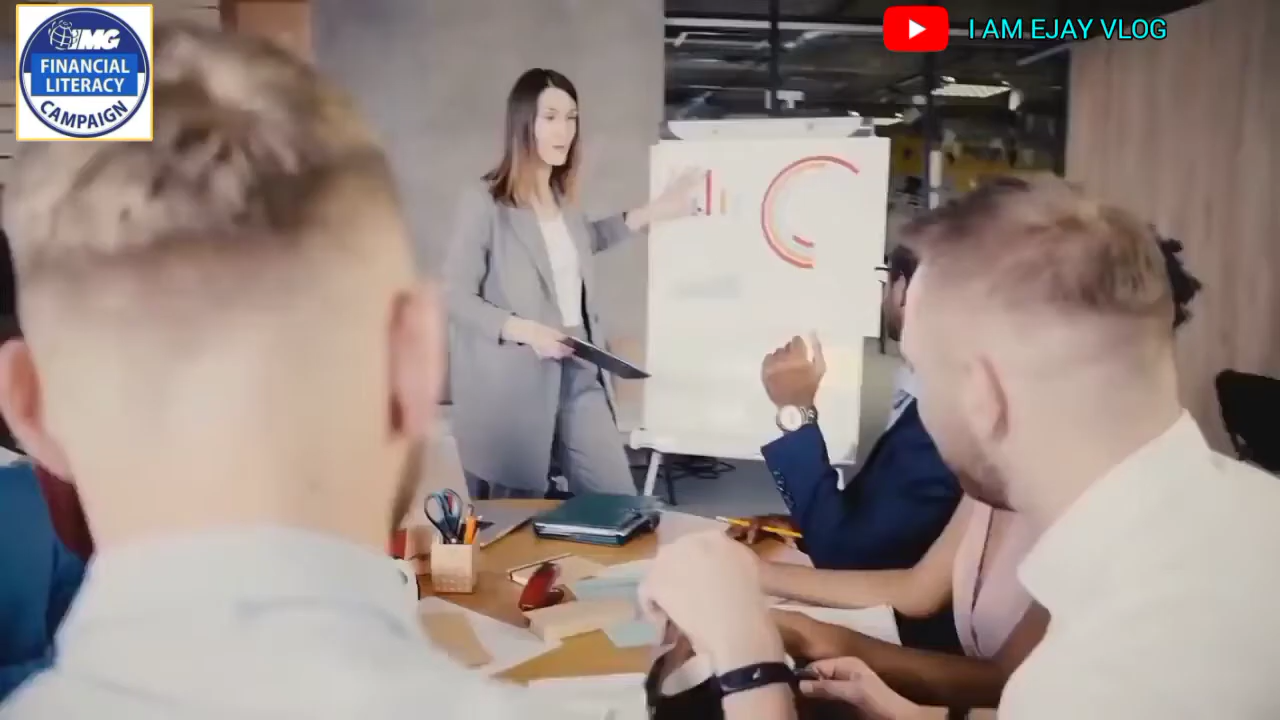 IMG
FINANCIAL
LITERACY
CAMPAIGN
I AM EJAY VLOG